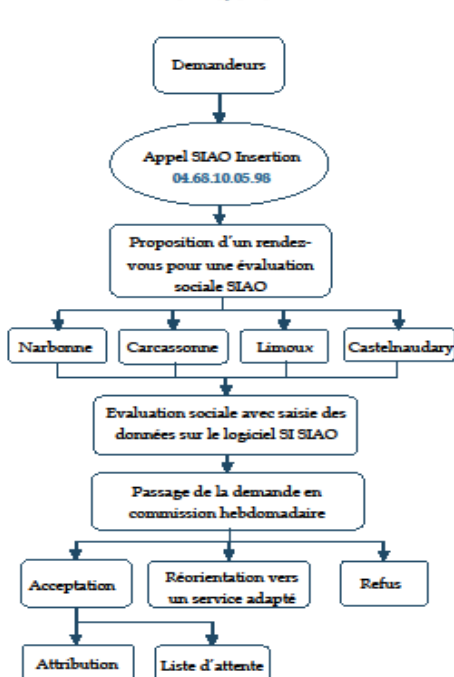 Demandeurs
Appel SIAO Insertion
04.68.10.05.98
Proposition d'un rendez-
vous pour une évaluation
sociale SIAO
Narbonne
Carcassonne
Limoux
Castelnaudary
Evaluation sociale avec saisie des
données sur le logiciel SI SIAO
Passage de la demande en
commission hebdomadaire
Acceptation
Réorientation vers
un service adapté
Refus
Attribution
Liste d'attente